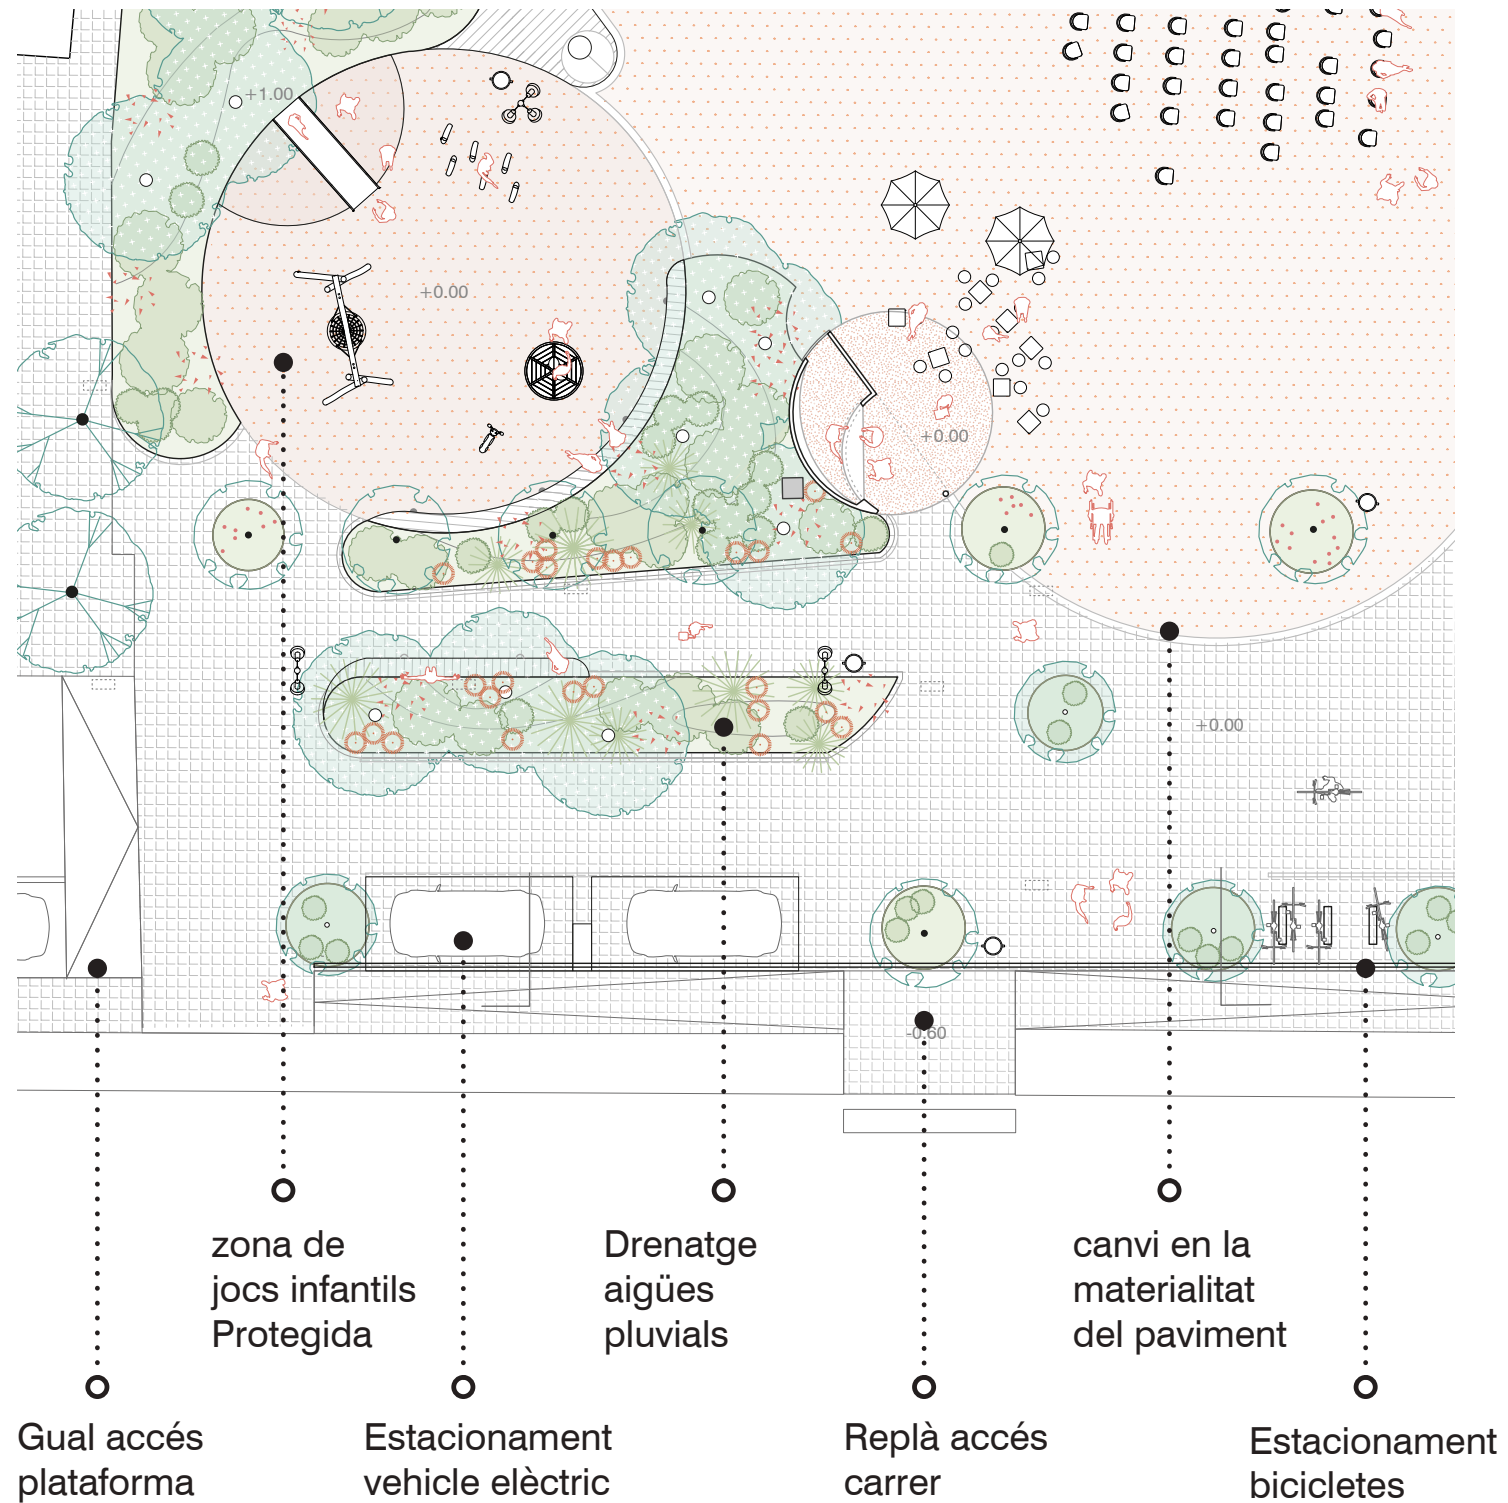 +1.00
+0.00
+0.00
+0.00
-0.60
zona de
jocs infantils
Protegida
Drenatge
aigües
pluvials
canvi en la
materialitat
del paviment
Gual accés
plataforma
Estacionament
vehicle elèctric
Replà accés
carrer
Estacionament
bicicletes